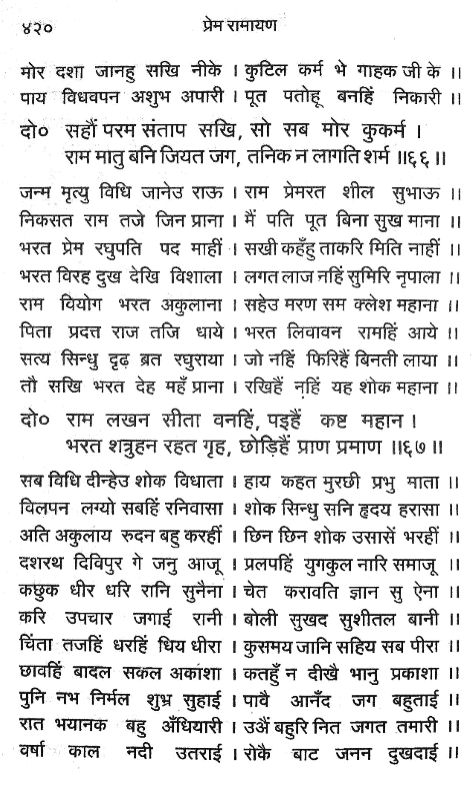 ४२० प्रेम रामायण
मोर दशा जानहु सखि नीके । कुटिल कर्म भे गाहक जी के ॥
पाय विधवपन अशुभ अपारी । पूत पतोहू बनहिं निकारी ॥
दो० सहौं परम संताप सखि, सो सब मोर कुकर्म ।
राम मातु बनि जियत जग, तनिक न लागति शर्म ॥६६॥
जन्म मृत्यु विधि जानेउ राऊ । राम प्रेमरत शील सुभाऊ ॥
निकसत राम तजे जिन प्राना । मैं पति पूत बिना सुख माना ॥
भरत प्रेम रघुपति पद माहीं । सखी कहँहु ताकरि मिति नाहीं ॥
भरत विरह दुख देखि विशाला । लगत लाज नहिं सुमिरि नृपाला ॥
राम वियोग भरत अकुलाना । सहेउ मरण सम क्लेश महाना ॥
पिता प्रदत्त राज तजि धाये । भरत लिवावन रामहिं आये ॥
सत्य सिन्धु दृढ़ ब्रत रघुराया । जो नहिं फिरिहैं बिनती लाया ॥
तौ सखि भरत देह महँ प्राना । रखिहैं नहिं यह शोक महाना ॥
दो० राम लखन सीता वनहिं, पइहैं कष्ट महान ।
भरत शत्रुहन रहत गृह, छोड़िहैं प्राण प्रमाण ॥६७॥
सब विधि दीन्हेउ शोक विधाता । हाय कहत मुरछी प्रभु माता ॥
विलपन लग्यो सबहिं रनिवासा । शोक सिन्धु सनि हृदय हरासा ॥
अति अकुलाय रुदन बहु करहीं । छिन छिन शोक उसासें भरहीं ॥
दशरथ दिविपुर गे जनु आजू । प्रलपहिं युगकुल नारि समाजू ॥
कछुक धीर धरि रानि सुनैना । चेत करावति ज्ञान सु ऐना ॥
करि उपचार जगाई रानी । बोली सुखद सुशीतल बानी ॥
चिंता तजहिं धरहिं धिय धीरा । कुसमय जानि सहिय सब पीरा ॥
छावहिं बादल सकल अकाशा । कतहुँ न दीखै भानु प्रकाशा ॥
पुनि नभ निर्मल शुभ्र सुहाई । पावै आनँद जग बहुताई ॥
रात भयानक बहु अँधियारी । उअैं बहुरि नित जगत तमारी ॥
वर्षा काल नदी उतराई । रोकै बाट जनन दुखदाई ॥